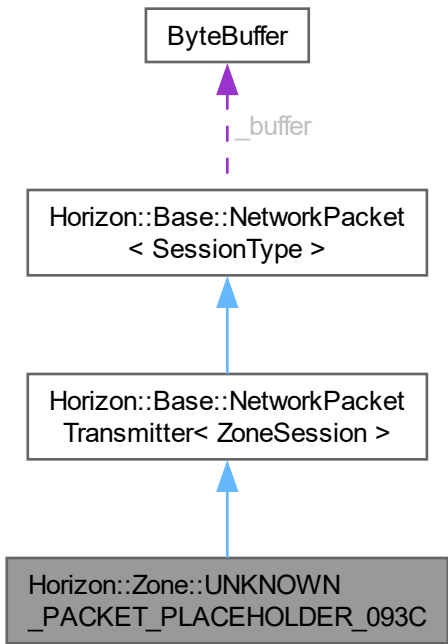 ByteBuffer
_buffer
Horizon::Base::NetworkPacket
< SessionType >
Horizon::Base::NetworkPacket
Transmitter< ZoneSession >
Horizon::Zone::UNKNOWN
_PACKET_PLACEHOLDER_093C